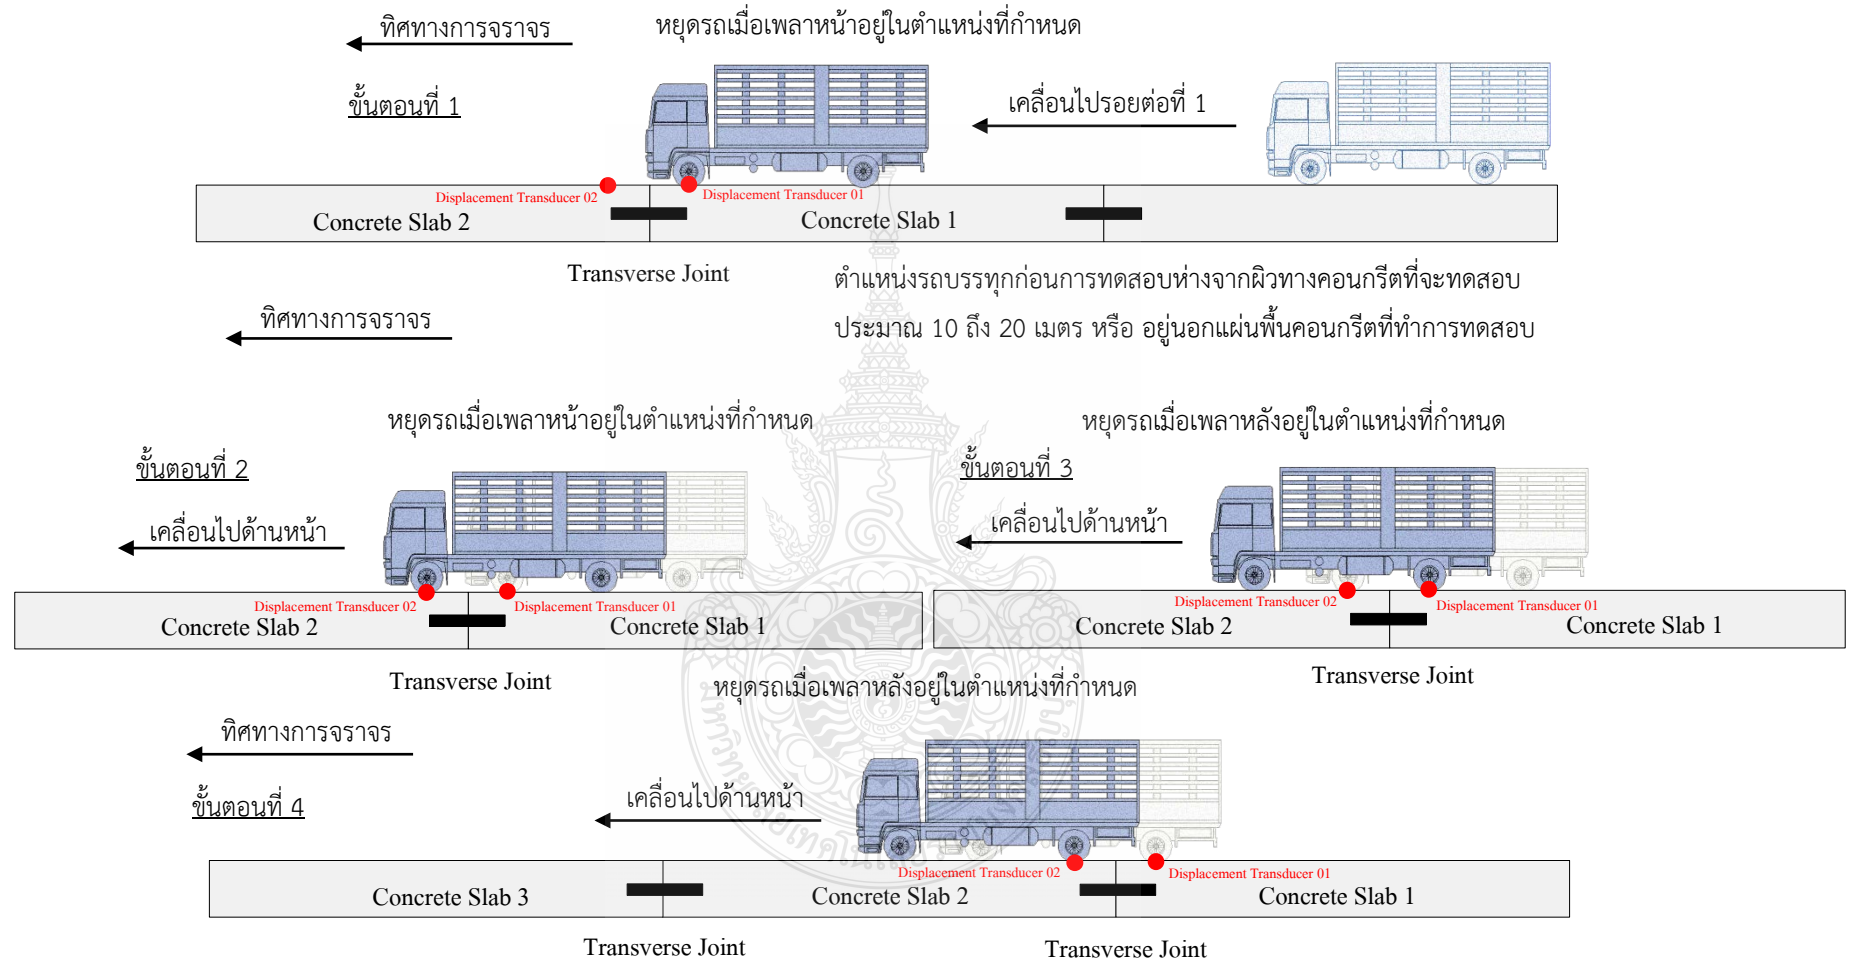 ทิศทางการจราจร
หยุดรถเมื่อเพลาหน้าอยู่ในตำแหน่งที่กำหนด
ขั้นตอนที่ 1
เคลื่อนไปรอยต่อที่ 1
Displacement Transducer 02
Displacement Transducer 01
Concrete Slab 2
Concrete Slab 1
Transverse Joint
ตำแหน่งรถบรรทุกก่อนการทดสอบห่างจากผิวทางคอนกรีตที่จะทดสอบ
ประมาณ 10 ถึง 20 เมตร หรือ อยู่นอกแผ่นพื้นคอนกรีตที่ทำการทดสอบ
ทิศทางการจราจร
หยุดรถเมื่อเพลาหน้าอยู่ในตำแหน่งที่กำหนด
ขั้นตอนที่ 2
เคลื่อนไปด้านหน้า
Displacement Transducer 02
Displacement Transducer 01
Concrete Slab 2
Concrete Slab 1
Transverse Joint
หยุดรถเมื่อเพลาหลังอยู่ในตำแหน่งที่กำหนด
ขั้นตอนที่ 3
เคลื่อนไปด้านหน้า
Displacement Transducer 02
Displacement Transducer 01
Concrete Slab 2
Concrete Slab 1
Transverse Joint
หยุดรถเมื่อเพลาหลังอยู่ในตำแหน่งที่กำหนด
ทิศทางการจราจร
ขั้นตอนที่ 4
เคลื่อนไปด้านหน้า
Displacement Transducer 02
Displacement Transducer 01
Concrete Slab 3
Concrete Slab 2
Concrete Slab 1
Transverse Joint
Transverse Joint